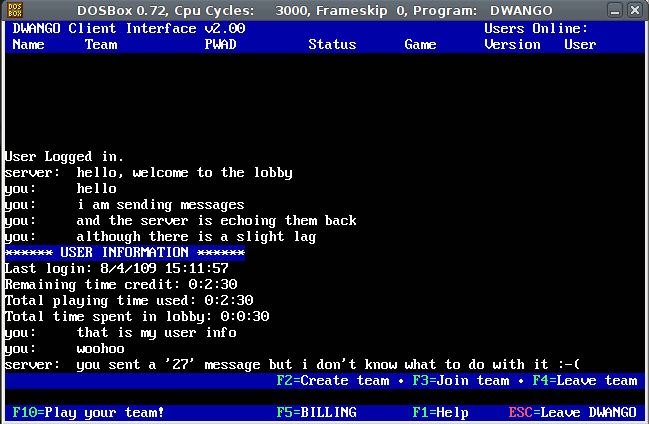 DOS BOX DOSBox 0.72, Cpu Cycles: 3000, Frameskip 0, Program: DWANGO
DWANGO Client Interface v2.00 Users Online:
Name Team PWAD Status Game Version User
User Logged in.
server: hello, welcome to the lobby
you: hello
you: i am sending messages
you: and the server is echoing them back
you: although there is a slight lag
****** USER INFORMATION ******
Last login: 8/4/109 15:11:57
Remaining time credit: 0:2:30
Total playing time used: 0:2:30
Total time spent in lobby: 0:0:30
you: that is my user info
you: woohoo
server: you sent a '27' message but i don't know what to do with it :-(
F2=Create team • F3=Join team • F4=Leave team
F10=Play your team! F5=BILLING F1=Help ESC=Leave DWANGO